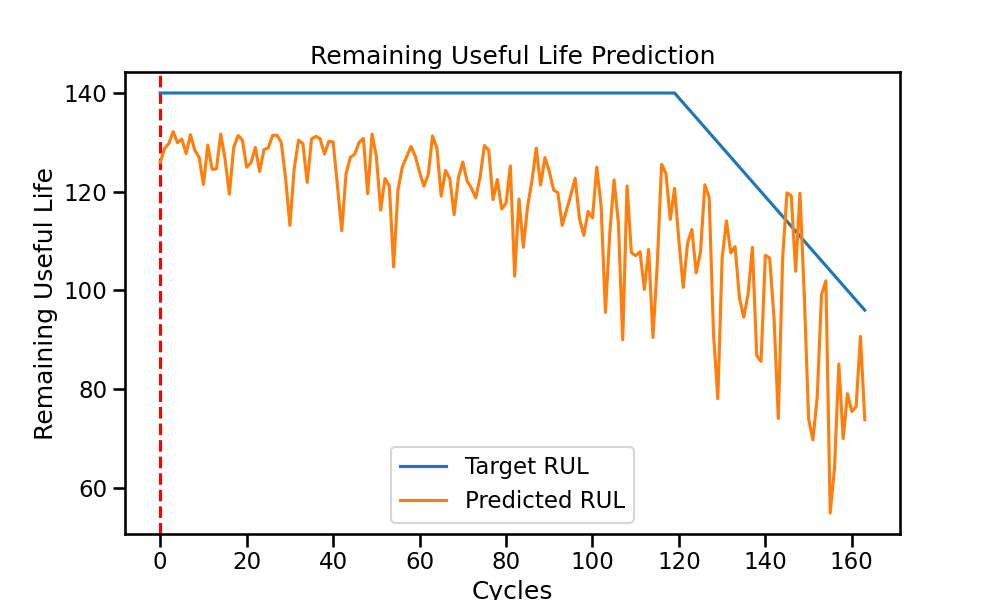 Remaining Useful Life Prediction
Remaining Useful Life
140
120
100
80
60
Target RUL
Predicted RUL
0 20 40 60 80 100 120 140 160
Cycles